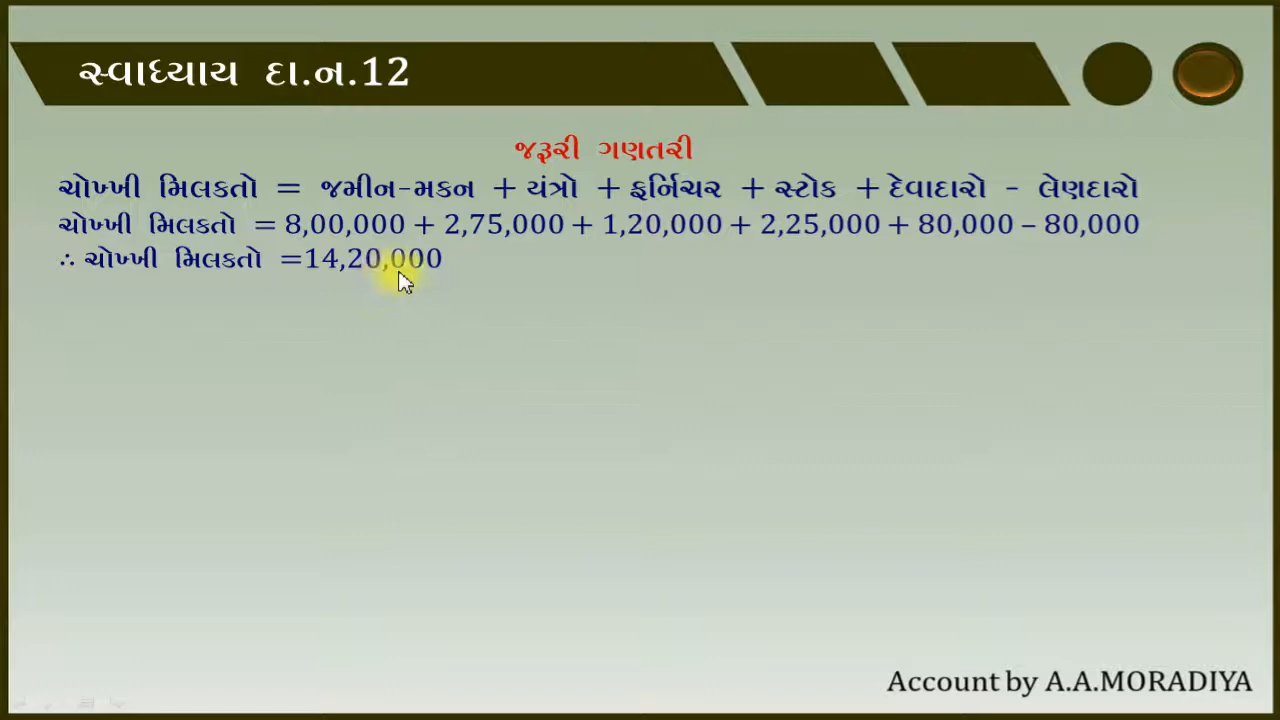 સ્વાધ્યાય દા.ન.12
જરૂરી ગણતરી
ચોખ્ખી મિલકતો = જમીન-મકન + યંત્રો + ફર્નિચર + સ્ટોક + દેવાદારો - લેણદારો
ચોખ્ખી મિલકતો = 8,00,000 + 2,75,000 + 1,20,000 + 2,25,000 + 80,000 – 80,000
∴ ચોખ્ખી મિલકતો =14,20,000
Account by A.A.MORADIYA